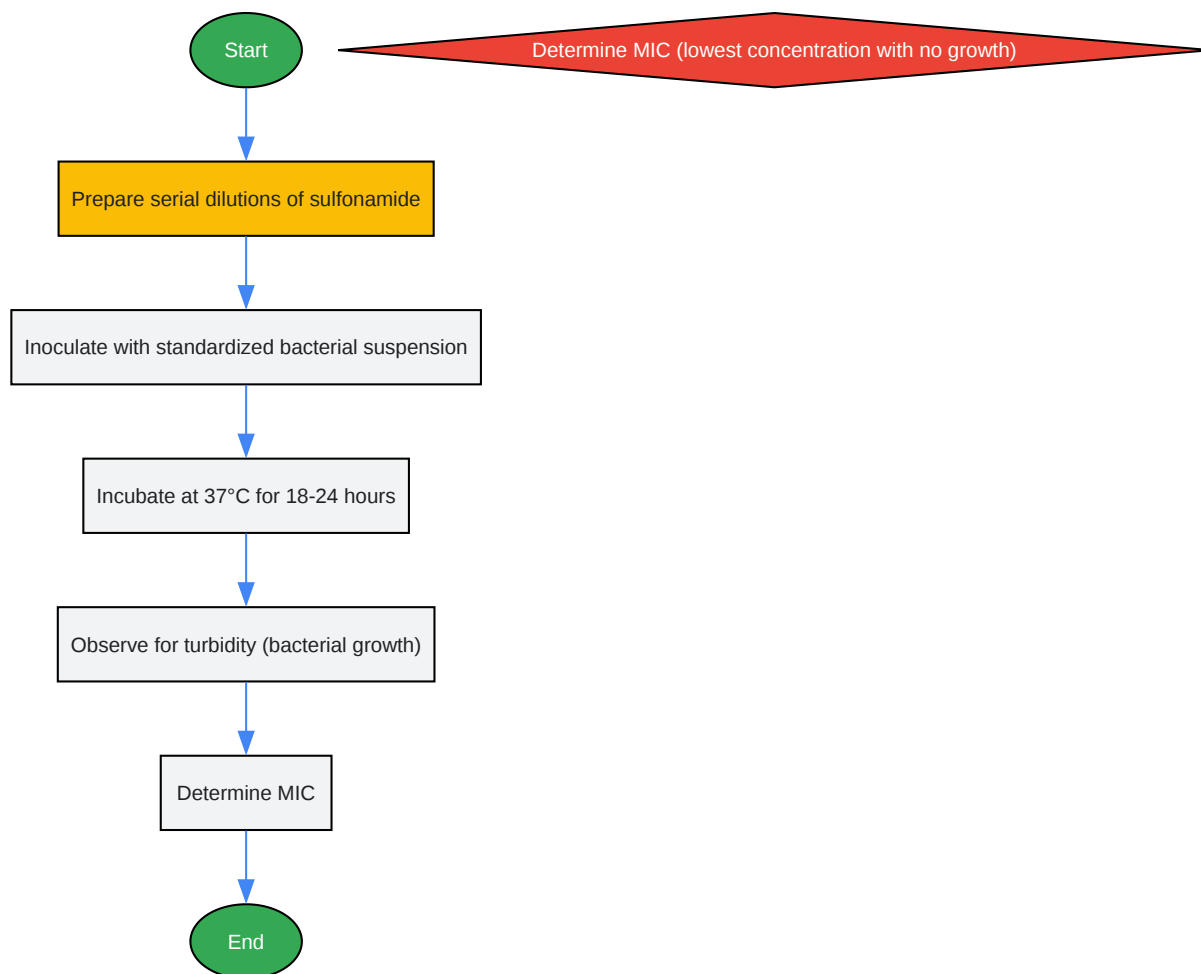 Start
Determine MIC (lowest concentration with no growth)
Prepare serial dilutions of sulfonamide
Inoculate with standardized bacterial suspension
Incubate at 37°C for 18-24 hours
Observe for turbidity (bacterial growth)
Determine MIC
End